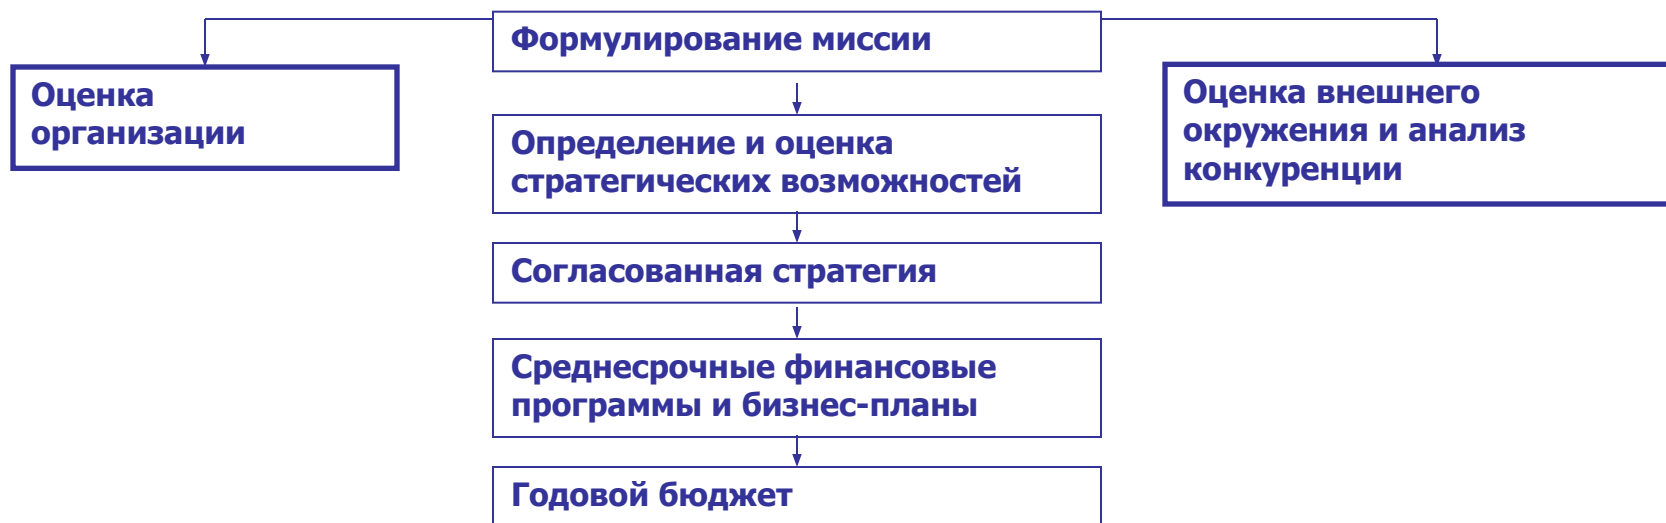 Формулирование миссии
Оценка
организации
Оценка внешнего
окружения и анализ
конкуренции
Определение и оценка
стратегических возможностей
Согласованная стратегия
Среднесрочные финансовые
программы и бизнес-планы
Годовой бюджет